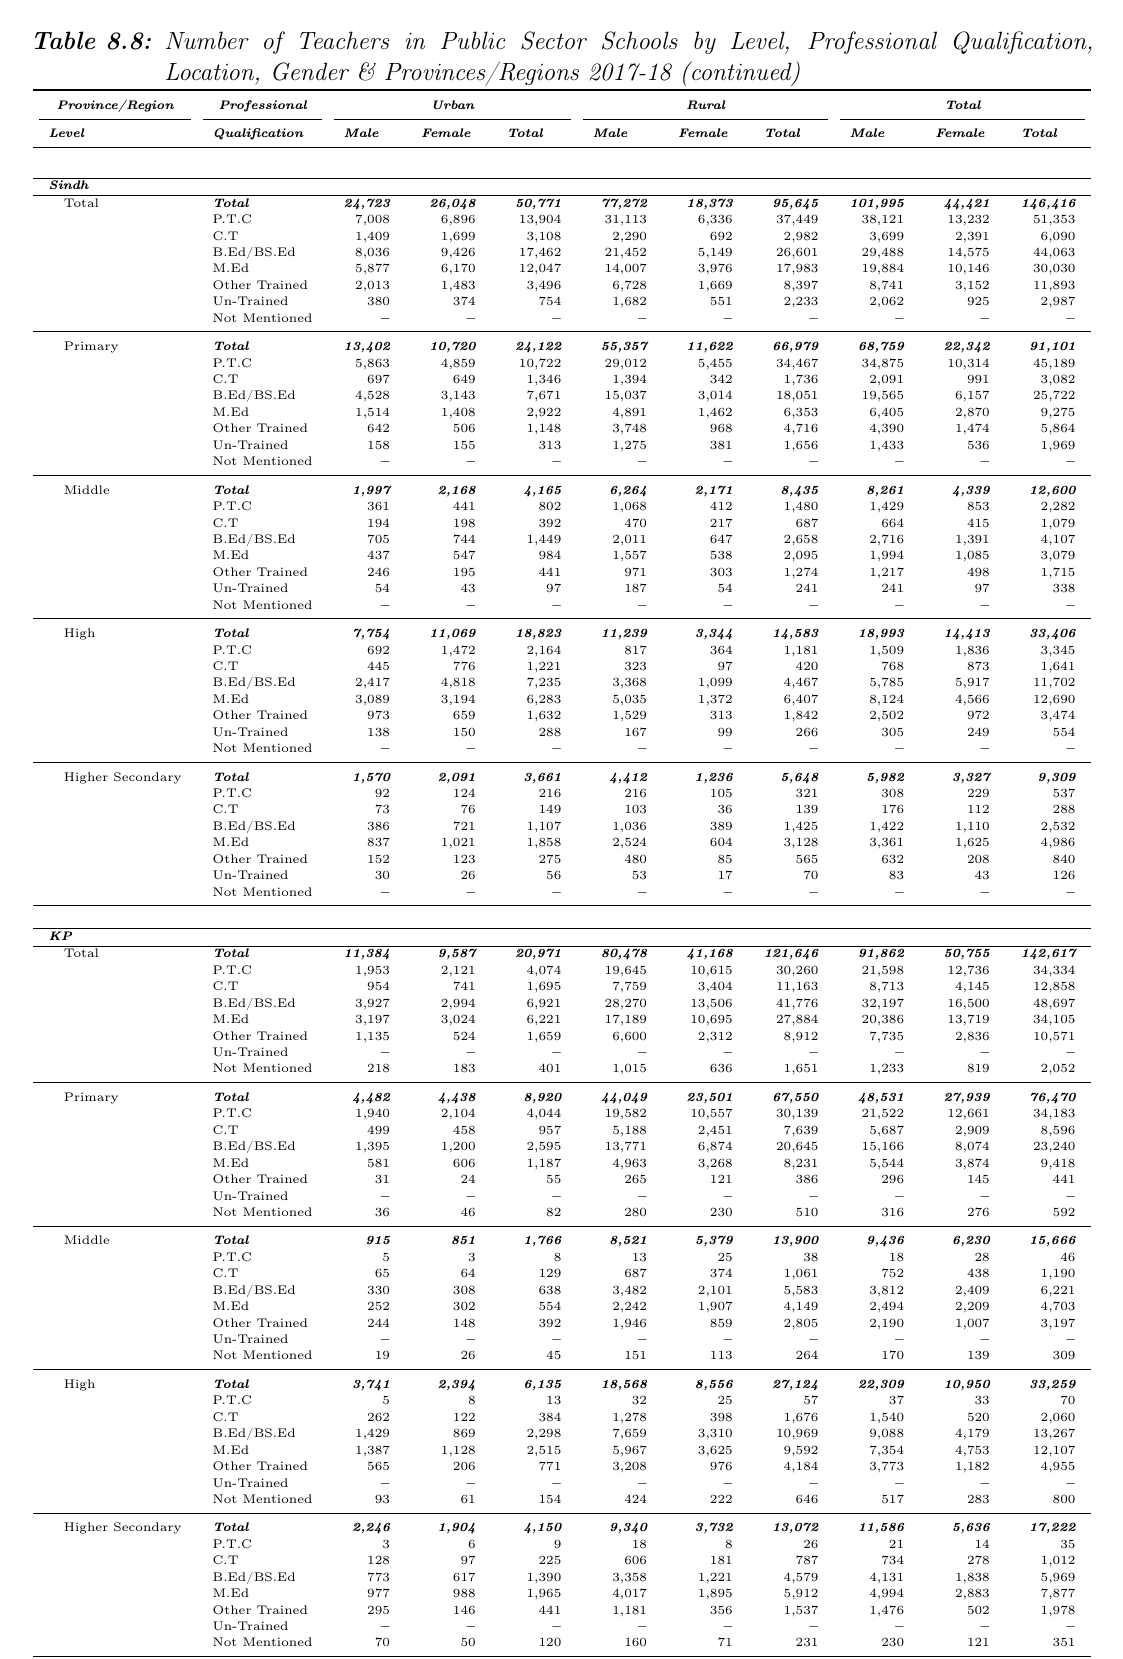 Table 8.8: Number of Teachers in Public Sector Schools by Level, Professional Qualification,
Location, Gender & Provinces/Regions 2017-18 (continued)
Province/Region Professional Urban Rural Total
Level Qualification Male Female Total Male Female Total Male Female Total
Sindh
Total Total 24,723 26,048 50,771 77,272 18,373 95,645 101,995 44,421 146,416
P.T.C 7,008 6,896 13,904 31,113 6,336 37,449 38,121 13,232 51,353
C.T 1,409 1,699 3,108 2,290 692 2,982 3,699 2,391 6,090
B.Ed/BS.Ed 8,036 9,426 17,462 21,452 5,149 26,601 29,488 14,575 44,063
M.Ed 5,877 6,170 12,047 14,007 3,976 17,983 19,884 10,146 30,030
Other Trained 2,013 1,483 3,496 6,728 1,669 8,397 8,741 3,152 11,893
Un-Trained 380 374 754 1,682 551 2,233 2,062 925 2,987
Not Mentioned – – – – – – – – –
Primary Total 13,402 10,720 24,122 55,357 11,622 66,979 68,759 22,342 91,101
P.T.C 5,863 4,859 10,722 29,012 5,455 34,467 34,875 10,314 45,189
C.T 697 649 1,346 1,394 342 1,736 2,091 991 3,082
B.Ed/BS.Ed 4,528 3,143 7,671 15,037 3,014 18,051 19,565 6,157 25,722
M.Ed 1,514 1,408 2,922 4,891 1,462 6,353 6,405 2,870 9,275
Other Trained 642 506 1,148 3,748 968 4,716 4,390 1,474 5,864
Un-Trained 158 155 313 1,275 381 1,656 1,433 536 1,969
Not Mentioned – – – – – – – – –
Middle Total 1,997 2,168 4,165 6,264 2,171 8,435 8,261 4,339 12,600
P.T.C 361 441 802 1,068 412 1,480 1,429 853 2,282
C.T 194 198 392 470 217 687 664 415 1,079
B.Ed/BS.Ed 705 744 1,449 2,011 647 2,658 2,716 1,391 4,107
M.Ed 437 547 984 1,557 538 2,095 1,994 1,085 3,079
Other Trained 246 195 441 971 303 1,274 1,217 498 1,715
Un-Trained 54 43 97 187 54 241 241 97 338
Not Mentioned – – – – – – – – –
High Total 7,754 11,069 18,823 11,239 3,344 14,583 18,993 14,413 33,406
P.T.C 692 1,472 2,164 817 364 1,181 1,509 1,836 3,345
C.T 445 776 1,221 323 97 420 768 873 1,641
B.Ed/BS.Ed 2,417 4,818 7,235 3,368 1,099 4,467 5,785 5,917 11,702
M.Ed 3,089 3,194 6,283 5,035 1,372 6,407 8,124 4,566 12,690
Other Trained 973 659 1,632 1,529 313 1,842 2,502 972 3,474
Un-Trained 138 150 288 167 99 266 305 249 554
Not Mentioned – – – – – – – – –
Higher Secondary Total 1,570 2,091 3,661 4,412 1,236 5,648 5,982 3,327 9,309
P.T.C 92 124 216 216 105 321 308 229 537
C.T 73 76 149 103 36 139 176 112 288
B.Ed/BS.Ed 386 721 1,107 1,036 389 1,425 1,422 1,110 2,532
M.Ed 837 1,021 1,858 2,524 604 3,128 3,361 1,625 4,986
Other Trained 152 123 275 480 85 565 632 208 840
Un-Trained 30 26 56 53 17 70 83 43 126
Not Mentioned – – – – – – – – –
KP
Total Total 11,384 9,587 20,971 80,478 41,168 121,646 91,862 50,755 142,617
P.T.C 1,953 2,121 4,074 19,645 10,615 30,260 21,598 12,736 34,334
C.T 954 741 1,695 7,759 3,404 11,163 8,713 4,145 12,858
B.Ed/BS.Ed 3,927 2,994 6,921 28,270 13,506 41,776 32,197 16,500 48,697
M.Ed 3,197 3,024 6,221 17,189 10,695 27,884 20,386 13,719 34,105
Other Trained 1,135 524 1,659 6,600 2,312 8,912 7,735 2,836 10,571
Un-Trained – – – – – – – – –
Not Mentioned 218 183 401 1,015 636 1,651 1,233 819 2,052
Primary Total 4,482 4,438 8,920 44,049 23,501 67,550 48,531 27,939 76,470
P.T.C 1,940 2,104 4,044 19,582 10,557 30,139 21,522 12,661 34,183
C.T 499 458 957 5,188 2,451 7,639 5,687 2,909 8,596
B.Ed/BS.Ed 1,395 1,200 2,595 13,771 6,874 20,645 15,166 8,074 23,240
M.Ed 581 606 1,187 4,963 3,268 8,231 5,544 3,874 9,418
Other Trained 31 24 55 265 121 386 296 145 441
Un-Trained – – – – – – – – –
Not Mentioned 36 46 82 280 230 510 316 276 592
Middle Total 915 851 1,766 8,521 5,379 13,900 9,436 6,230 15,666
P.T.C 5 3 8 13 25 38 18 28 46
C.T 65 64 129 687 374 1,061 752 438 1,190
B.Ed/BS.Ed 330 308 638 3,482 2,101 5,583 3,812 2,409 6,221
M.Ed 252 302 554 2,242 1,907 4,149 2,494 2,209 4,703
Other Trained 244 148 392 1,946 859 2,805 2,190 1,007 3,197
Un-Trained – – – – – – – – –
Not Mentioned 19 26 45 151 113 264 170 139 309
High Total 3,741 2,394 6,135 18,568 8,556 27,124 22,309 10,950 33,259
P.T.C 5 8 13 32 25 57 37 33 70
C.T 262 122 384 1,278 398 1,676 1,540 520 2,060
B.Ed/BS.Ed 1,429 869 2,298 7,659 3,310 10,969 9,088 4,179 13,267
M.Ed 1,387 1,128 2,515 5,967 3,625 9,592 7,354 4,753 12,107
Other Trained 565 206 771 3,208 976 4,184 3,773 1,182 4,955
Un-Trained – – – – – – – – –
Not Mentioned 93 61 154 424 222 646 517 283 800
Higher Secondary Total 2,246 1,904 4,150 9,340 3,732 13,072 11,586 5,636 17,222
P.T.C 3 6 9 18 8 26 21 14 35
C.T 128 97 225 606 181 787 734 278 1,012
B.Ed/BS.Ed 773 617 1,390 3,358 1,221 4,579 4,131 1,838 5,969
M.Ed 977 988 1,965 4,017 1,895 5,912 4,994 2,883 7,877
Other Trained 295 146 441 1,181 356 1,537 1,476 502 1,978
Un-Trained – – – – – – – – –
Not Mentioned 70 50 120 160 71 231 230 121 351